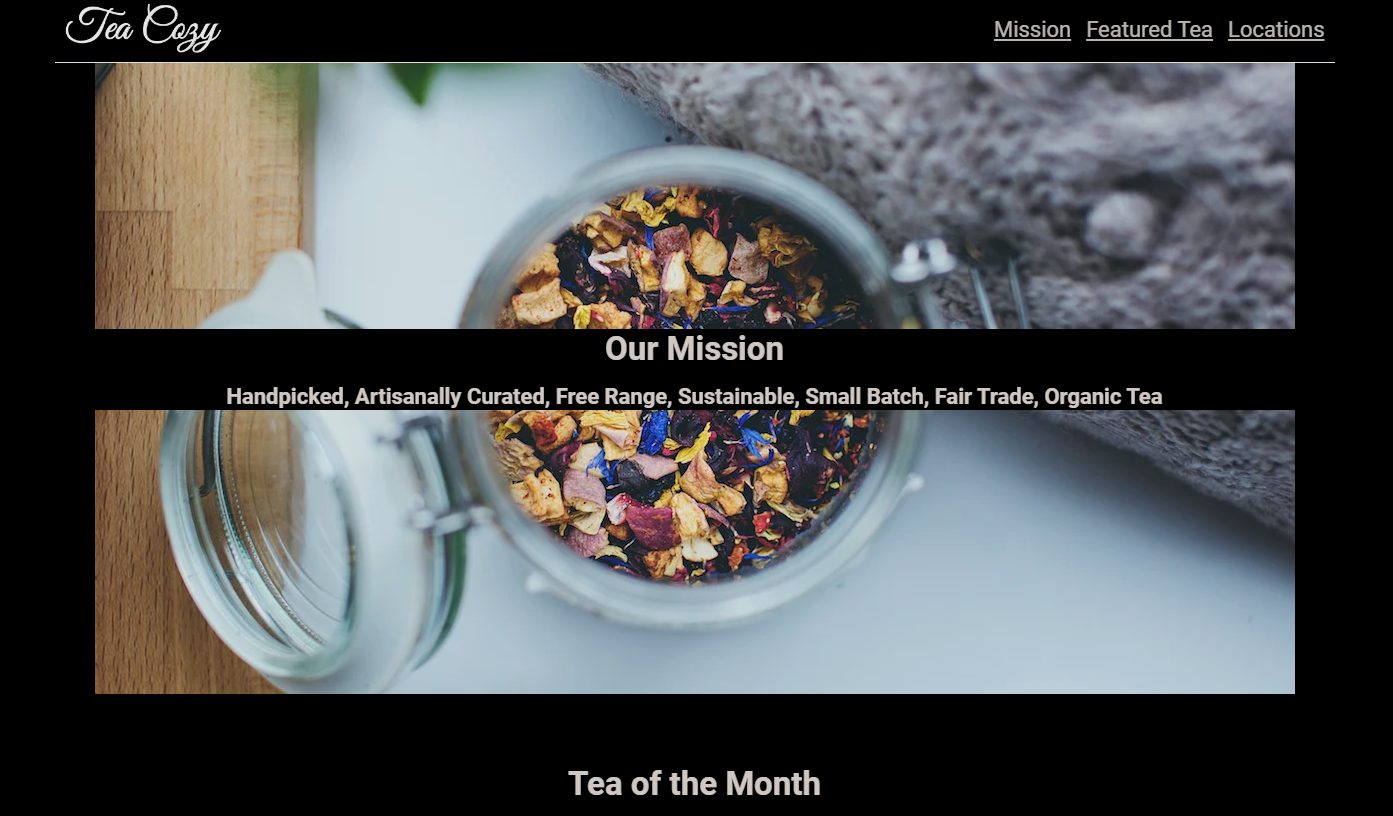 Tea Cozy
Mission Featured Tea Locations
Our Mission
Handpicked, Artisanally Curated, Free Range, Sustainable, Small Batch, Fair Trade, Organic Tea
Tea of the Month